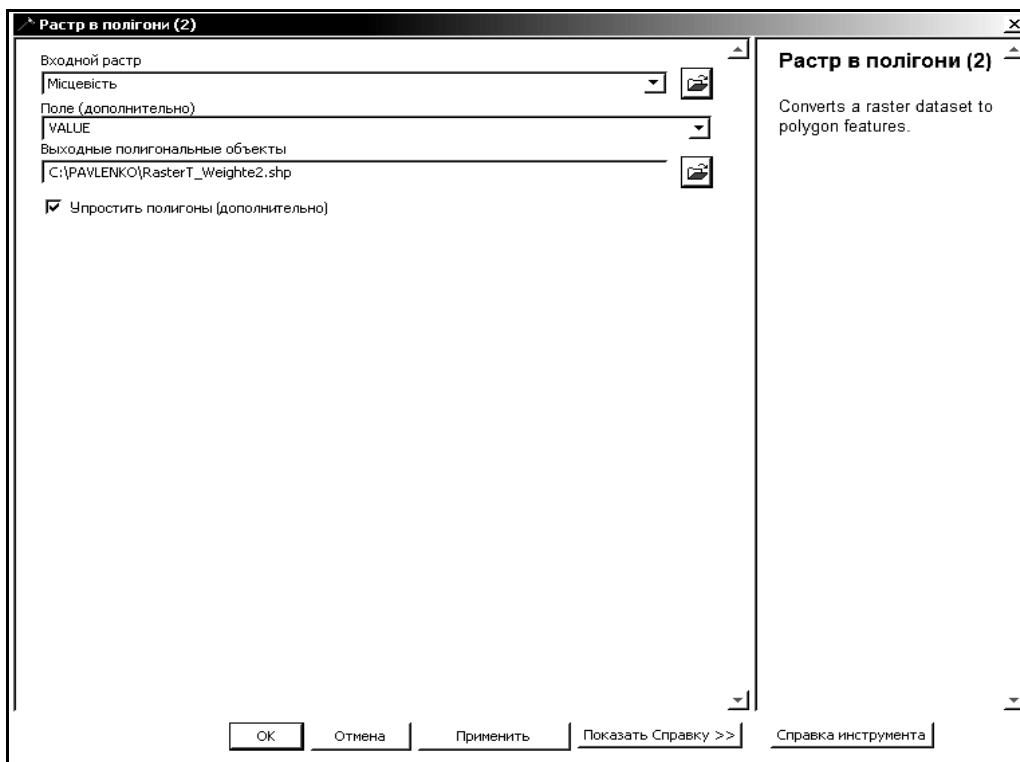 Растр в полігони (2)
Входной растр
Місцевість
Поле (дополнительно)
VALUE
Выходные полигональные объекты
C:\PAVLENKO\RasterT_Weighte2.shp
Упростить полигоны (дополнительно)
Растр в полігони (2)
Converts a raster dataset to
polygon features.
OK
Отмена
Применить
Показать Справку >>
Справка инструмента